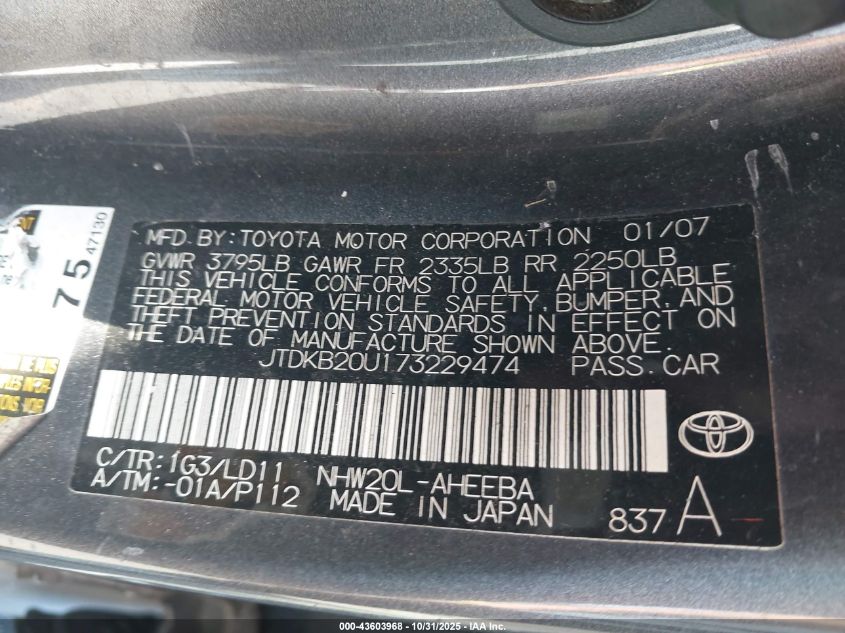 MFD BY: TOYOTA MOTOR CORPORATION 01/07
GVWR 3795LB GAWR FR 2335LB RR 2250LB
THIS VEHICLE CONFORMS TO ALL APPLICABLE
FEDERAL MOTOR VEHICLE SAFETY, BUMPER, AND
THEFT PREVENTION STANDARDS IN EFFECT ON
THE DATE OF MANUFACTURE SHOWN ABOVE.
JTDKB20U173229474 PASS.CAR
C/TR: 1G3/LD11 NHW20L-AHEEBA
A/TM: -01A/P112 MADE IN JAPAN
837 A
75
47130
000-43603968 - 10/31/2025 - IAA Inc.